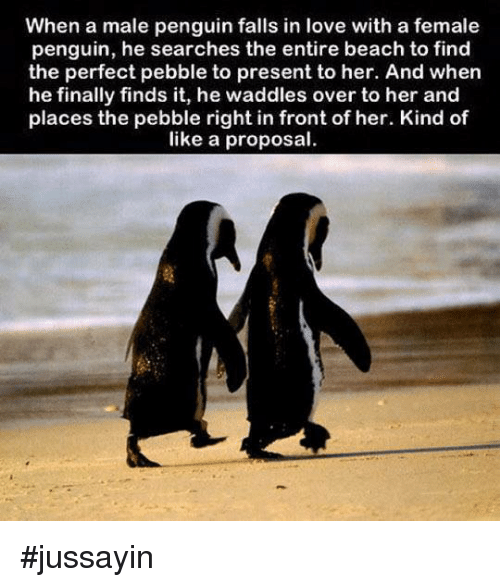 When a male penguin falls in love with a female
penguin, he searches the entire beach to find
the perfect pebble to present to her. And when
he finally finds it, he waddles over to her and
places the pebble right in front of her. Kind of
like a proposal.
#jussayin